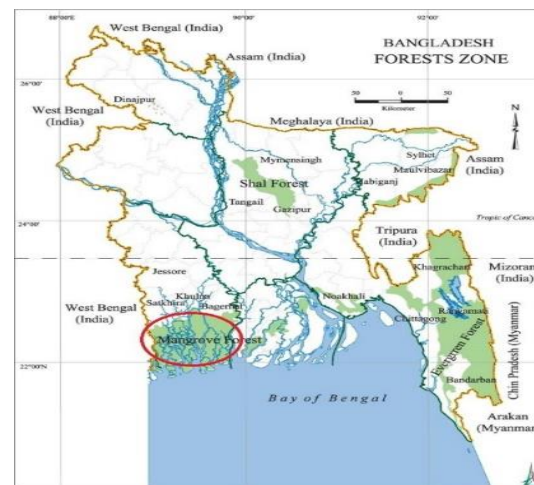 88°00'E
90°00'
92°00'
West Bengal (India)
BANGLADESH
FORESTS ZONE
Assam (India)
26°00'
Kilometer
N
West Bengal
(India)
Dinajpur
Meghalaya (India)
Sylhet
Assam
(India)
Mymensingh
Maulvibazar
Habiganj
Shal Forest
Tangail
Gazipur
24°00'
Tripura
(India)
Tropic of Cancer
Khagrachari
Mizoram
(India)
Jessore
West Bengal
(India)
Satkhira
Bagerhat
Noakhali
Chittagong
Rangamati
Mangrove Forest
Evergreen Forest
Chin Pradesh (Myanmar)
22°00'N
Bandarban
Bay of Bengal
Arakan
(Myanmar)